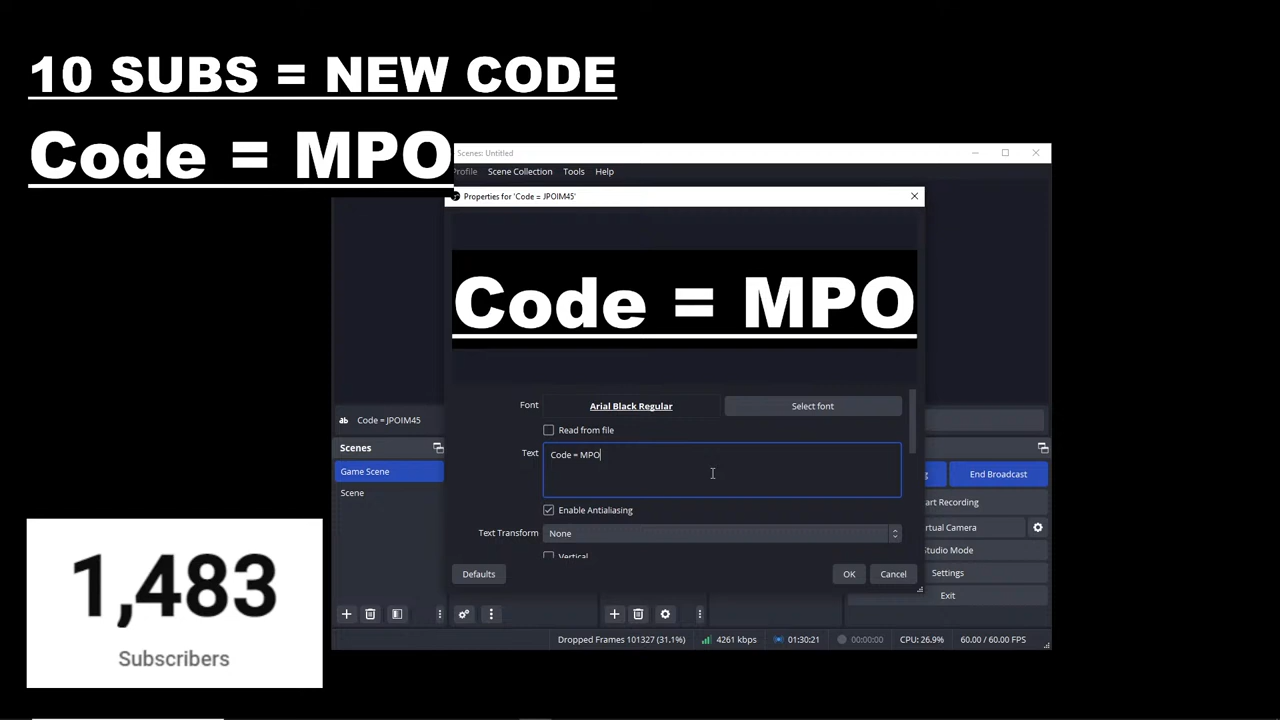 10 SUBS = NEW CODE
Code = MPO
Scenes: Untitled
Profile Scene Collection Tools Help
Properties for 'Code = JPOIM45'
Code = MPO
Font Arial Black Regular Select font
Read from file
Text Code = MPO
Enable Antialiasing
Text Transform None
Vertical
Defaults OK Cancel
ab Code = JPOIM45
Scenes
Game Scene
Scene
End Broadcast
art Recording
irtual Camera
Studio Mode
Settings
Exit
Dropped Frames 101327 (31.1%) 4261 kbps 01:30:21 00:00:00 CPU: 26.9% 60.00 / 60.00 FPS
1,483
Subscribers